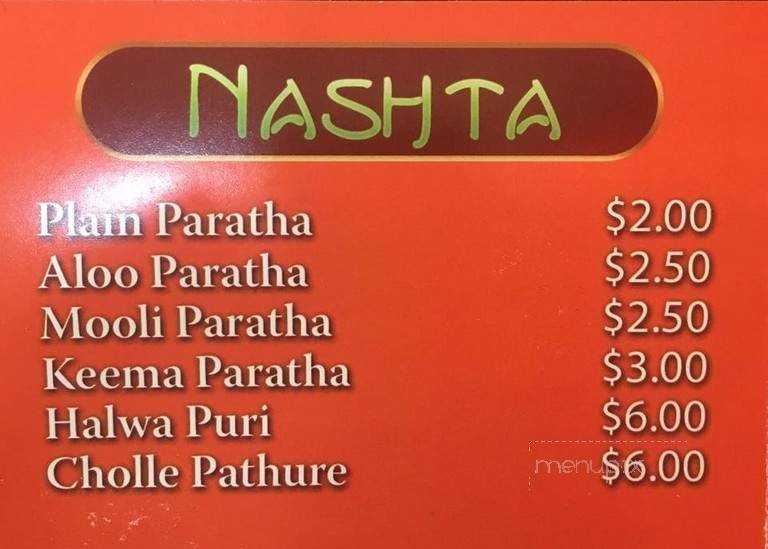 NASHTA
Plain Paratha $2.00
Aloo Paratha $2.50
Mooli Paratha $2.50
Keema Paratha $3.00
Halwa Puri $6.00
Cholle Pathure $6.00